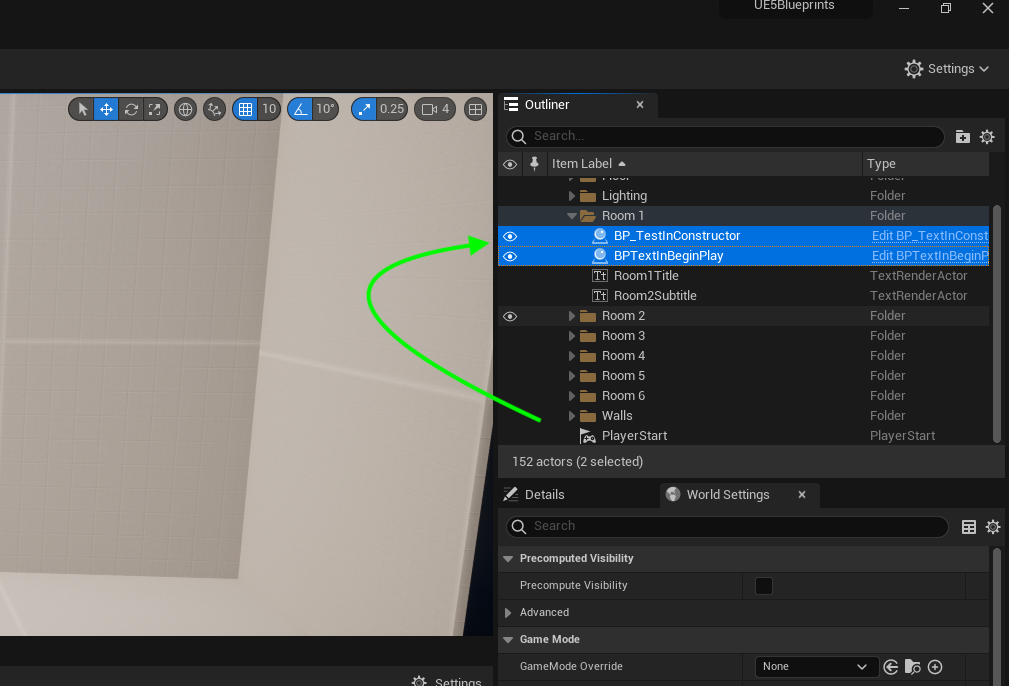 UE5Blueprints
Settings
10 10° 0.25 4
Outliner
Search...
Item Label Type
Floor Folder
Lighting Folder
Room 1 Folder
BP_TestInConstructor Edit BP_TextInConst
BPTextInBeginPlay Edit BPTextInBeginP
Room1Title TextRenderActor
Room2Subtitle TextRenderActor
Room 2 Folder
Room 3 Folder
Room 4 Folder
Room 5 Folder
Room 6 Folder
Walls Folder
PlayerStart PlayerStart
152 actors (2 selected)
Details World Settings
Search
Precomputed Visibility
Precompute Visibility
Advanced
Game Mode
GameMode Override None
Settings